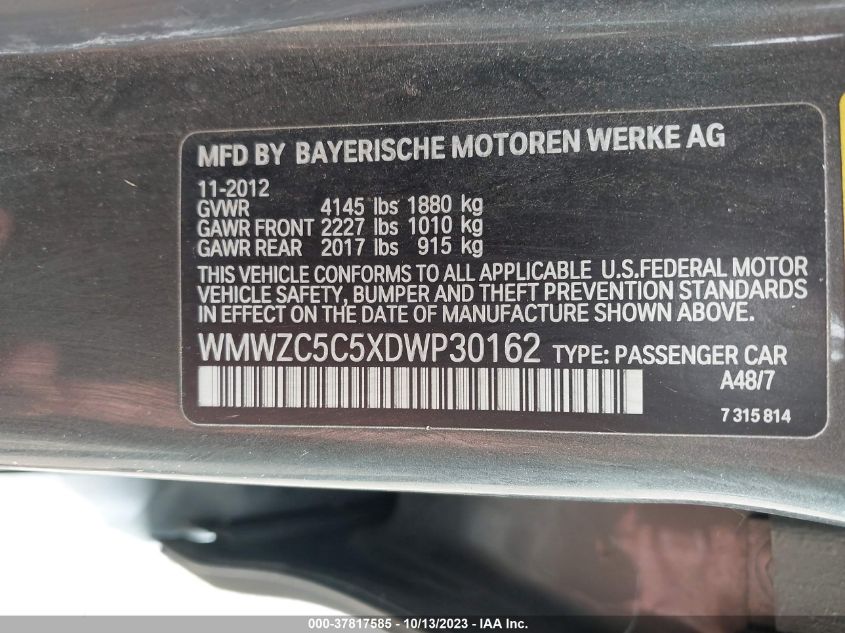 MFD BY BAYERISCHE MOTOREN WERKE AG
11-2012
GVWR 4145 lbs 1880 kg
GAWR FRONT 2227 lbs 1010 kg
GAWR REAR 2017 lbs 915 kg
THIS VEHICLE CONFORMS TO ALL APPLICABLE U.S.FEDERAL MOTOR
VEHICLE SAFETY, BUMPER AND THEFT PREVENTION STANDARDS
IN EFFECT ON THE DATE OF MANUFACTURE SHOWN ABOVE.
WMWZC5C5XDWP30162 TYPE: PASSENGER CAR
A48/7
7 315 814
000-37817585 - 10/13/2023 - IAAI Inc.